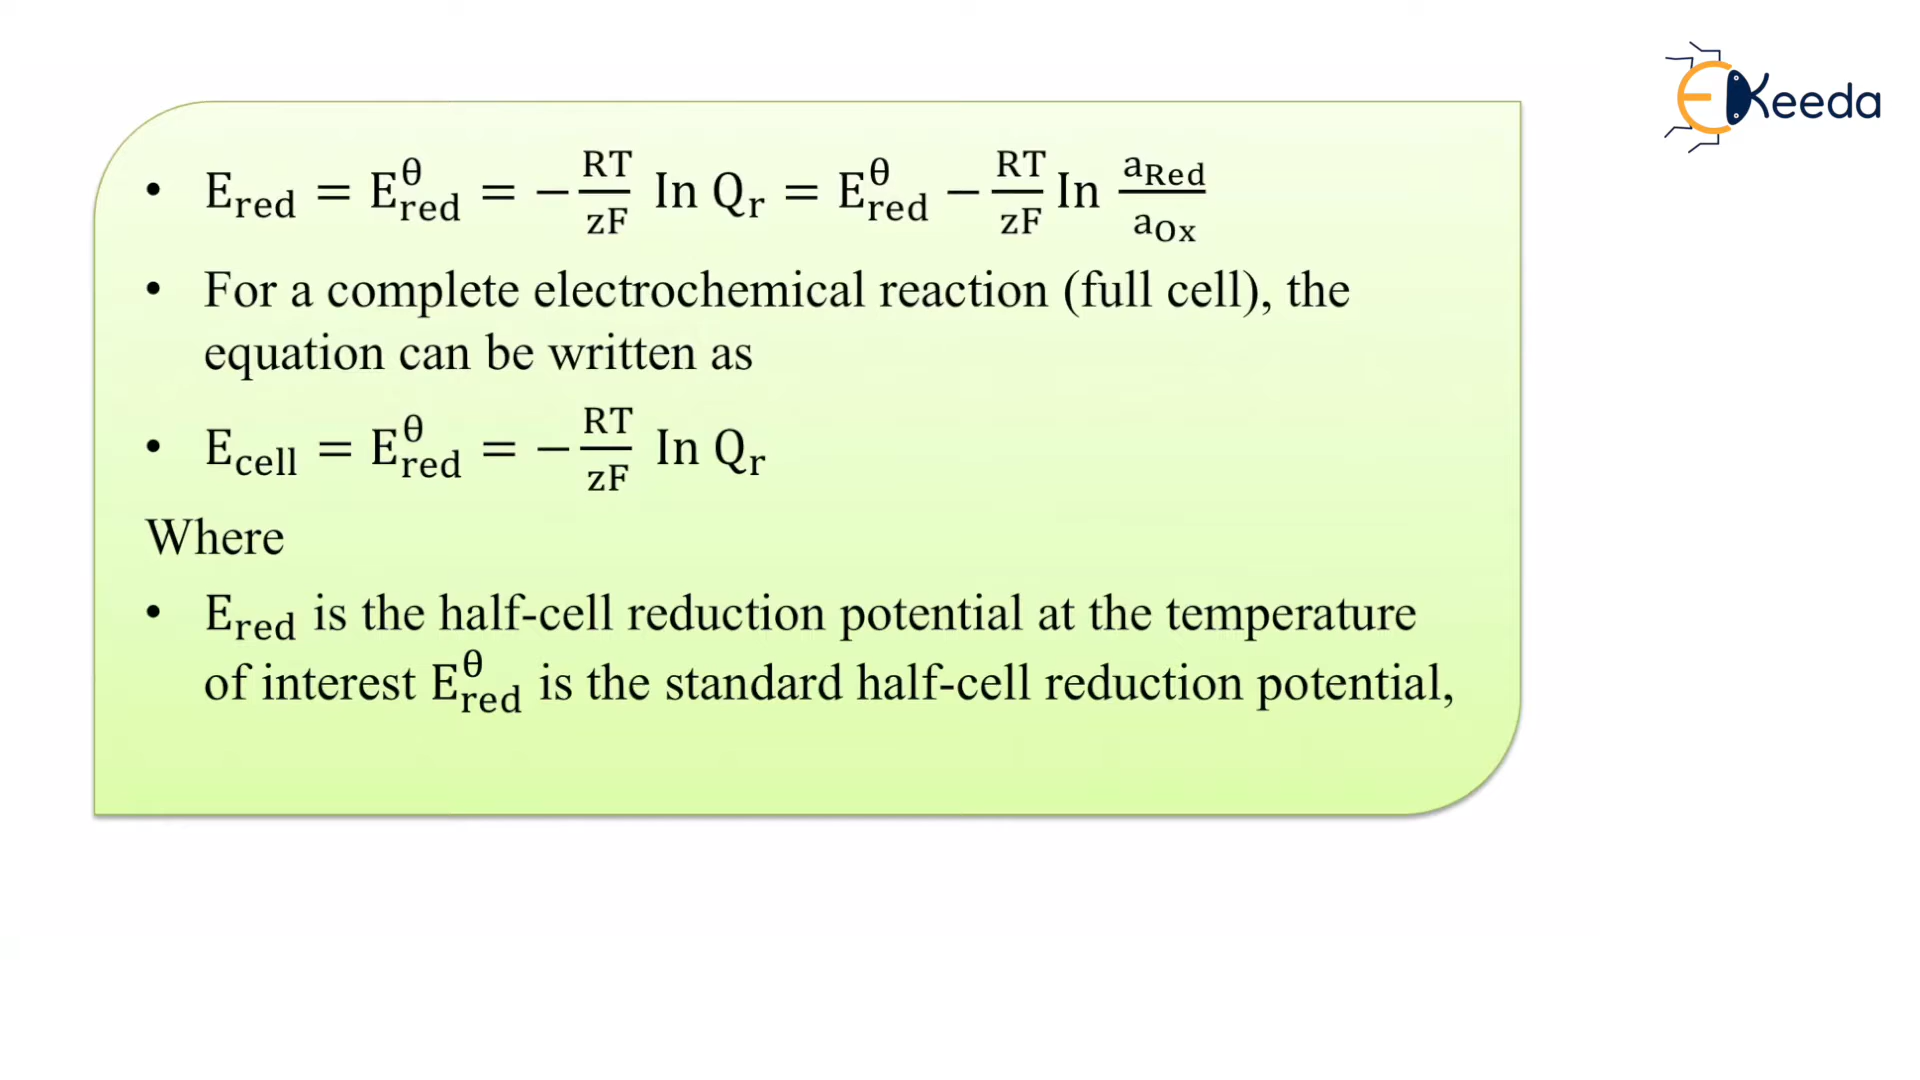 EKeeda
• E_red = E^θ_red = − RT/zF In Q_r = E^θ_red − RT/zF In a_Red/a_Ox
• For a complete electrochemical reaction (full cell), the
equation can be written as
• E_cell = E^θ_red = − RT/zF In Q_r
Where
• E_red is the half-cell reduction potential at the temperature
of interest E^θ_red is the standard half-cell reduction potential,